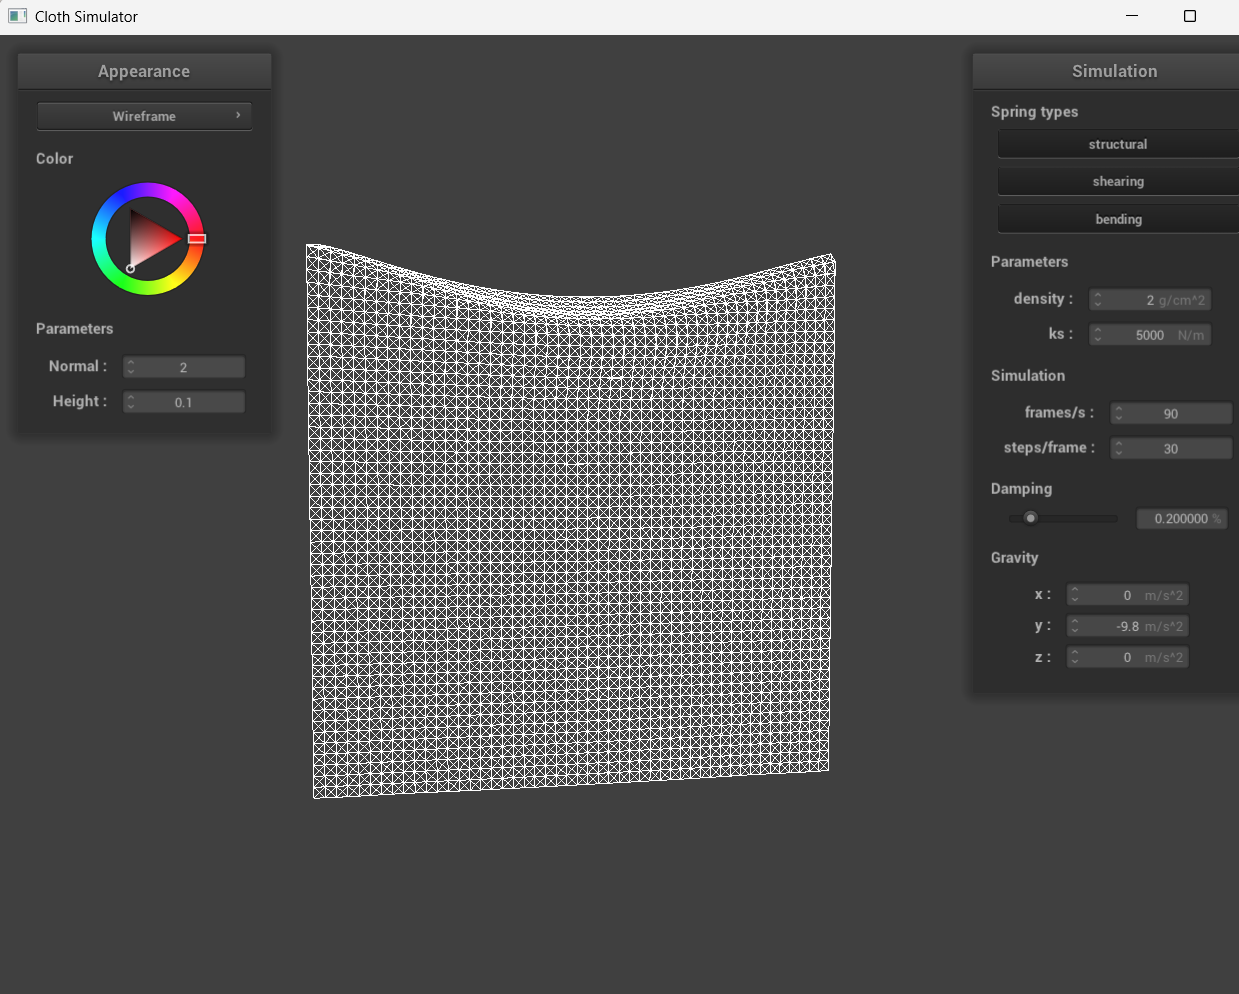 Cloth Simulator
Appearance
Wireframe
Color
Parameters
Normal : 2
Height : 0.1
Simulation
Spring types
structural
shearing
bending
Parameters
density : 2 g/cm^2
ks : 5000 N/m
Simulation
frames/s : 90
steps/frame : 30
Damping
0.200000 %
Gravity
x : 0 m/s^2
y : -9.8 m/s^2
z : 0 m/s^2